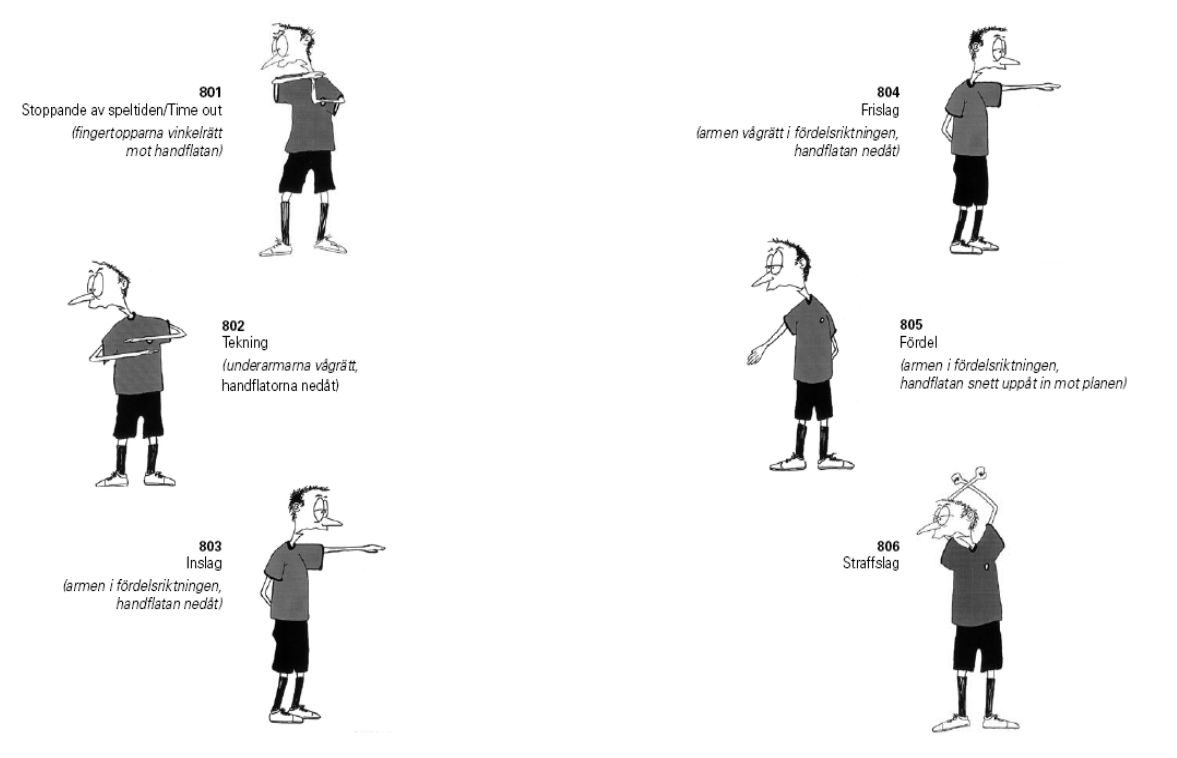 801
Stoppande av speltiden/Time out
(fingertopparna vinkelrätt
mot handflatan)
802
Tekning
(underarmarna vågrätt,
handflatorna nedåt)
803
Inslag
(armen i fördelsriktningen,
handflatan nedåt)
804
Frislag
(armen vågrätt i fördelsriktningen,
handflatan nedåt)
805
Fördel
(armen i fördelsriktningen,
handflatan snett uppåt in mot planen)
806
Straffslag